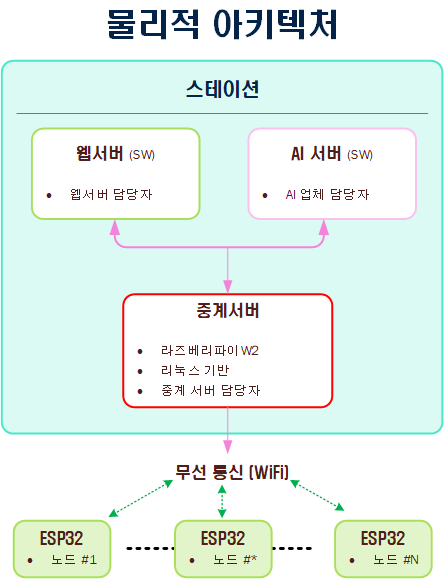 물리적 아키텍처
스테이션
웹서버 (SW)
• 웹서버 담당자
AI 서버 (SW)
• AI 업체 담당자
중계서버
• 라즈베리파이 W2
• 리눅스 기반
• 중계 서버 담당자
무선 통신 (WiFi)
ESP32
• 노드 #1
ESP32
• 노드 #*
ESP32
• 노드 #N